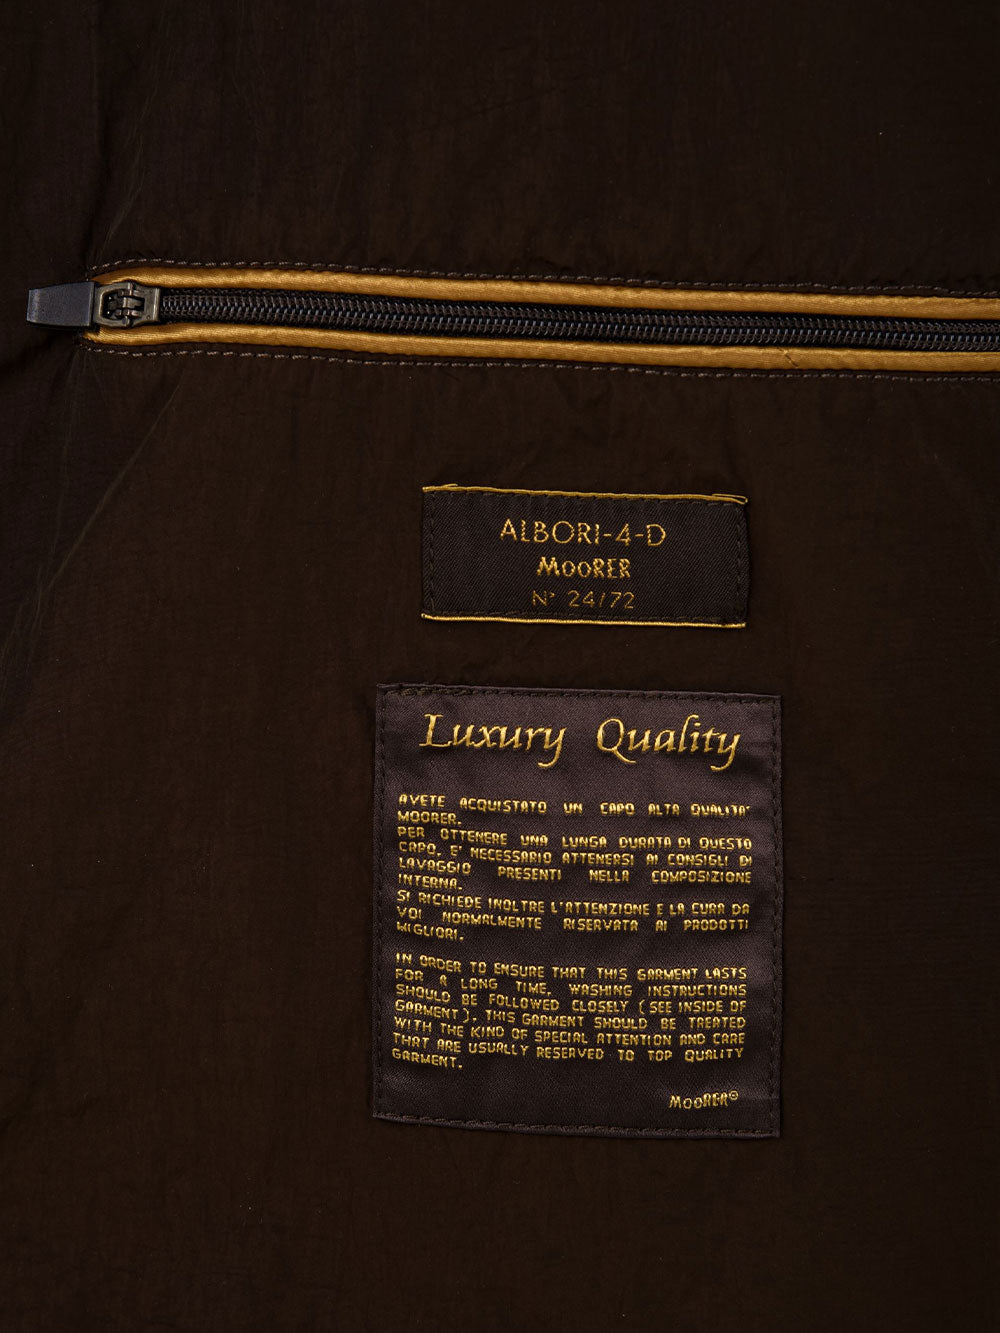 ALBORI-4-D
MooRER
N° 24/72
Luxury Quality
AVETE ACQUISTATO UN CAPO ALTA QUALITA'
MOORER.
PER OTTENERE UNA LUNGA DURATA DI QUESTO
CAPO, E' NECESSARIO ATTENERSI AI CONSIGLI DI
LAVAGGIO PRESENTI NELLA COMPOSIZIONE
INTERNA.
SI RICHIEDE INOLTRE L'ATTENZIONE E LA CURA DA
VOI NORMALMENTE RISERVATA AI PRODOTTI
MIGLIORI.
IN ORDER TO ENSURE THAT THIS GARMENT LASTS
FOR A LONG TIME, WASHING INSTRUCTIONS
SHOULD BE FOLLOWED CLOSELY (SEE INSIDE OF
GARMENT). THIS GARMENT SHOULD BE TREATED
WITH THE KIND OF SPECIAL ATTENTION AND CARE
THAT ARE USUALLY RESERVED TO TOP QUALITY
GARMENT.
MooRER®